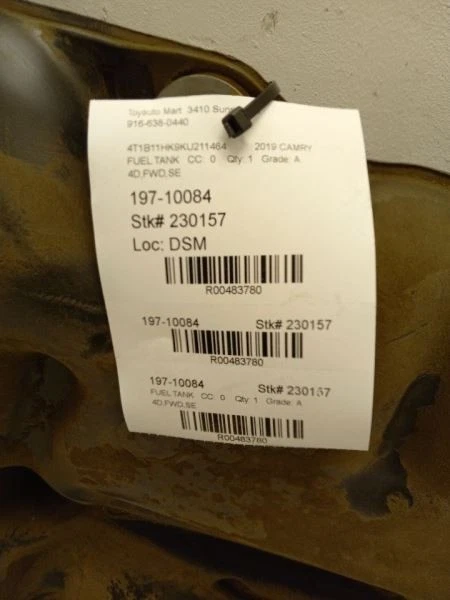 Toyauto Mart 3410
916-638-0440
4T1B11HK9KU211464 2019 CAMRY
FUEL TANK CC: 0 Qty: 1 Grade: A
4D,FWD,SE
197-10084
Stk# 230157
Loc: DSM
R00483780
197-10084 Stk# 230157
R00483780
197-10084 Stk# 230157
FUEL TANK CC: 0 Qty: 1 Grade: A
4D,FWD,SE
R00483780